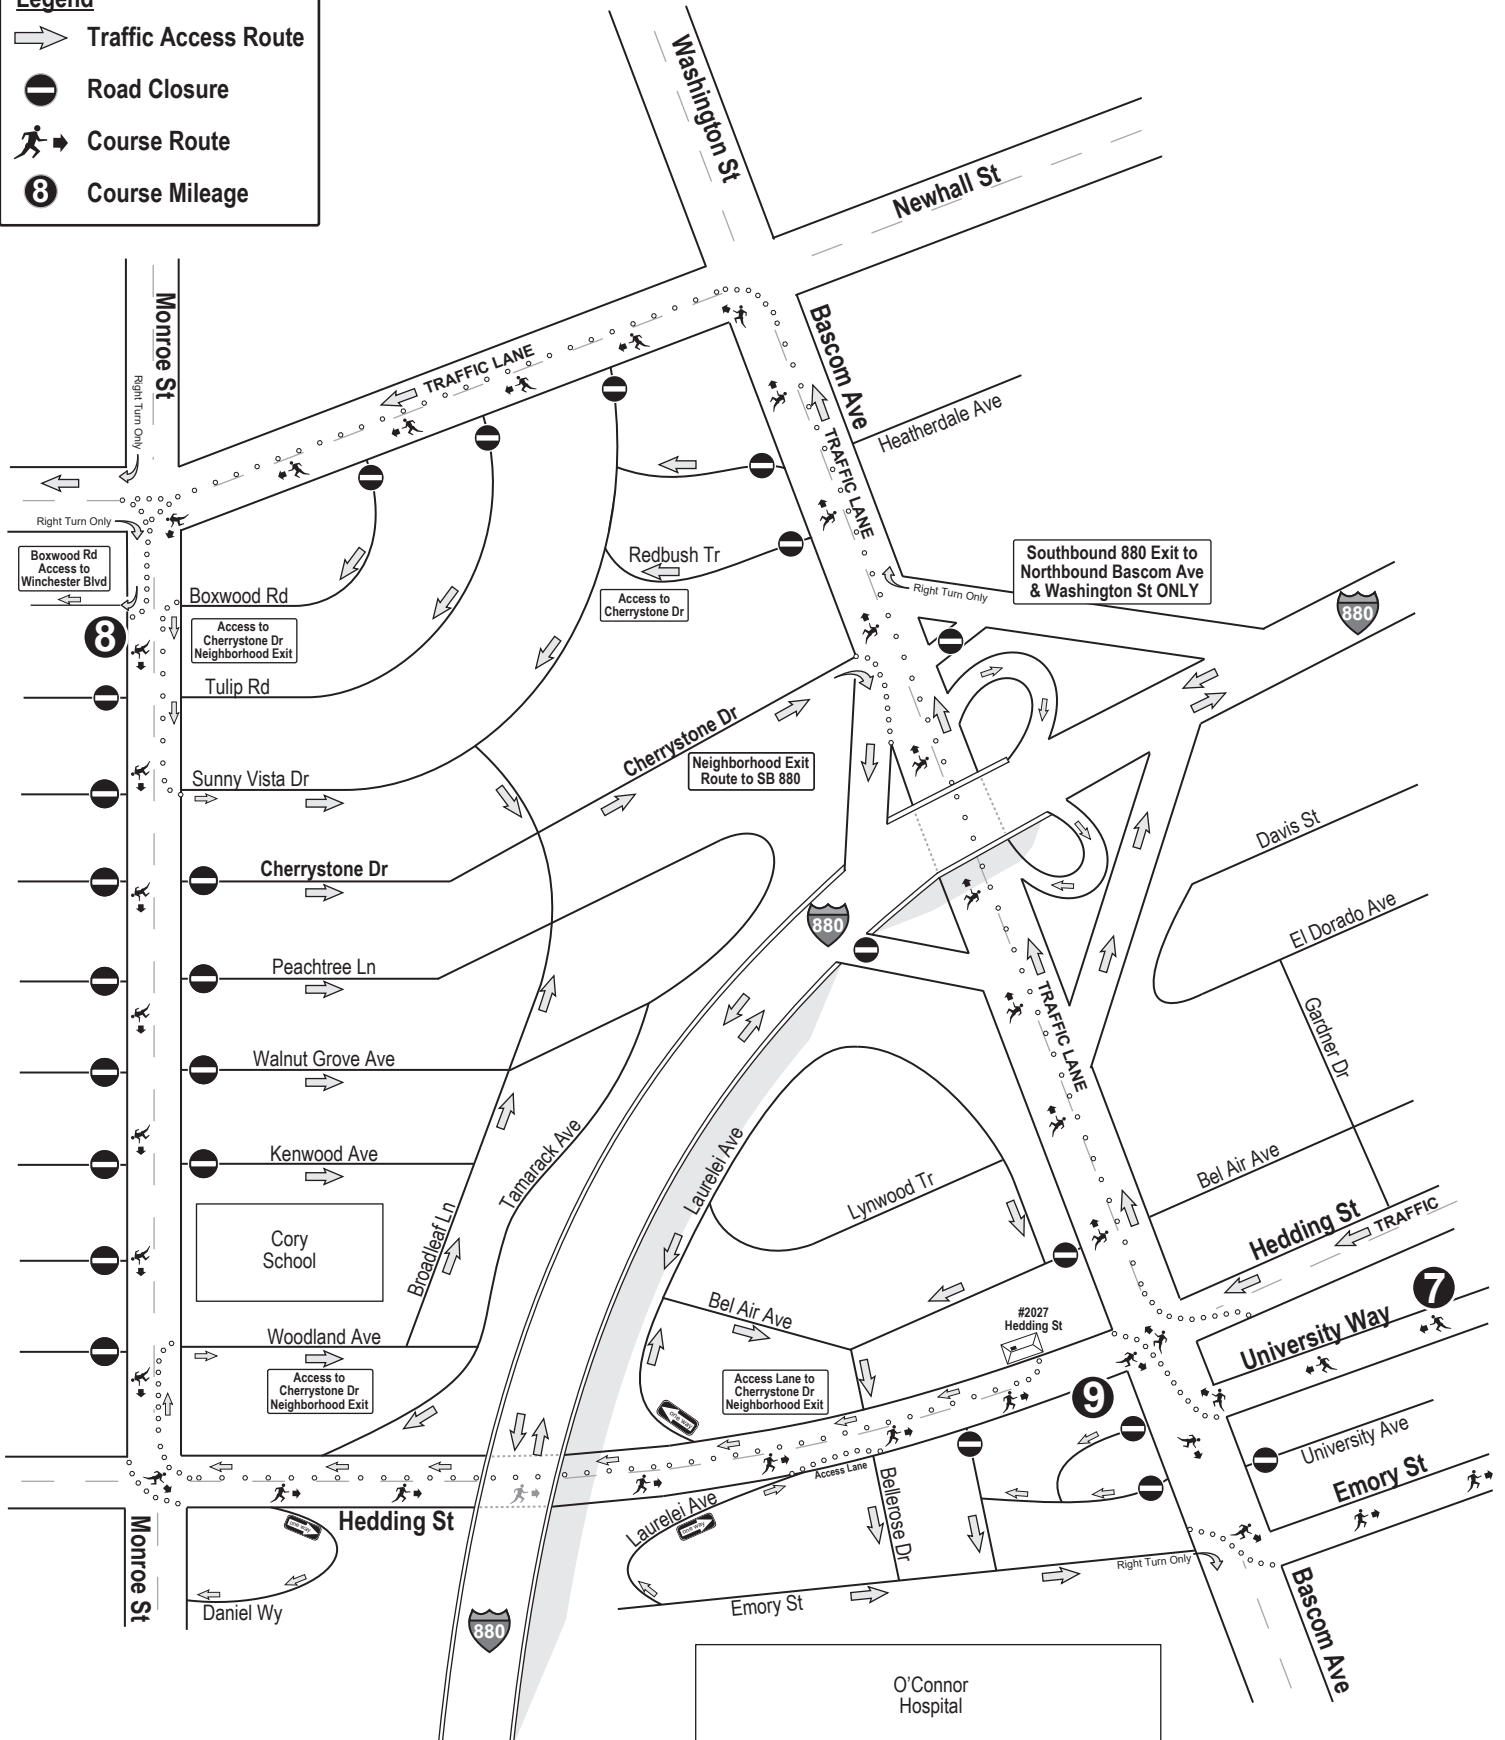 Legend
Traffic Access Route
Road Closure
Course Route
8
Course Mileage
Washington St
Newhall St
Monroe St
Right Turn Only
TRAFFIC LANE
Bascom Ave
Heatherdale Ave
TRAFFIC LANE
Right Turn Only
Boxwood Rd
Access to
Winchester Blvd
Redbush Tr
Access to
Cherrystone Dr
Southbound 880 Exit to
Northbound Bascom Ave
& Washington St ONLY
Right Turn Only
880
Boxwood Rd
8
Access to
Cherrystone Dr
Neighborhood Exit
Tulip Rd
Cherrystone Dr
Neighborhood Exit
Route to SB 880
Sunny Vista Dr
Davis St
Cherrystone Dr
880
El Dorado Ave
Peachtree Ln
TRAFFIC LANE
Gardner Dr
Walnut Grove Ave
Kenwood Ave
Tamarack Ave
Laurelei Ave
Lynwood Tr
Bel Air Ave
Cory
School
Broadleaf Ln
Hedding St
TRAFFIC
7
Bel Air Ave
#2027
Hedding St
University Way
Woodland Ave
Access to
Cherrystone Dr
Neighborhood Exit
Access Lane to
Cherrystone Dr
Neighborhood Exit
9
one way
University Ave
Access Lane
Emory St
Hedding St
one way
Laurelei Ave
one way
Bellerose Dr
Monroe St
Right Turn Only
Daniel Wy
Emory St
Bascom Ave
880
O'Connor
Hospital